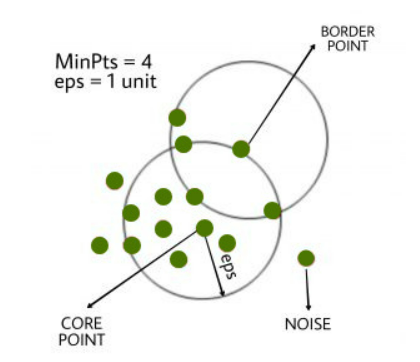 BORDER
POINT
MinPts = 4
eps = 1 unit
eps
CORE
POINT
NOISE